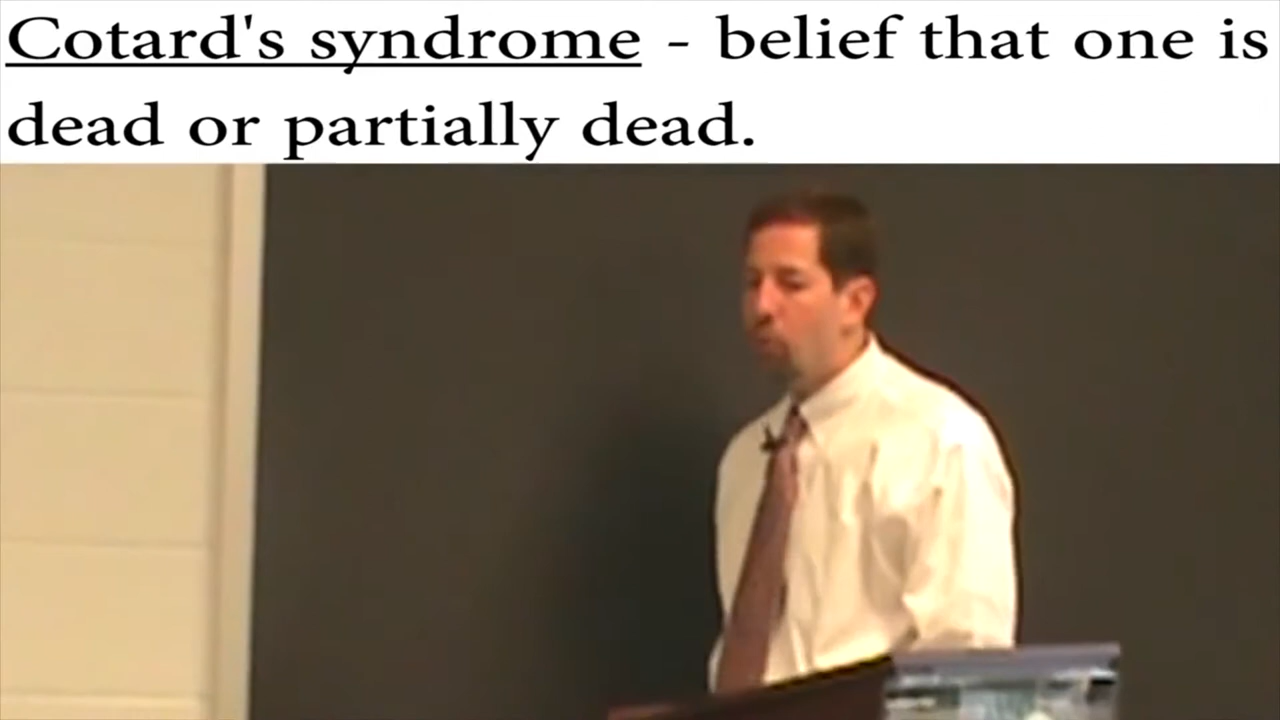 Cotard's syndrome - belief that one is
dead or partially dead.